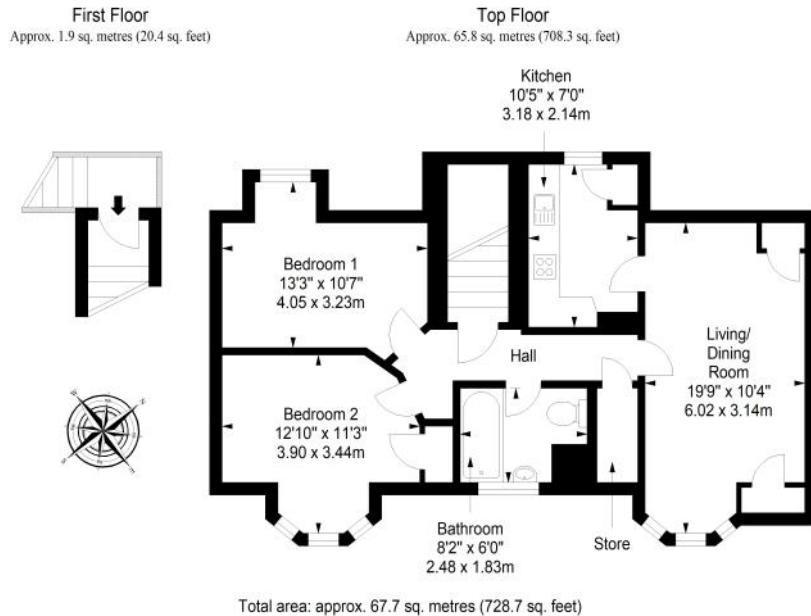 First Floor
Approx. 1.9 sq. metres (20.4 sq. feet)
Top Floor
Approx. 65.8 sq. metres (708.3 sq. feet)
Kitchen
10'5" x 7'0"
3.18 x 2.14m
Bedroom 1
13'3" x 10'7"
4.05 x 3.23m
Hall
Living/
Dining
Room
19'9" x 10'4"
6.02 x 3.14m
Bedroom 2
12'10" x 11'3"
3.90 x 3.44m
Bathroom
8'2" x 6'0"
2.48 x 1.83m
Store
Total area: approx. 67.7 sq. metres (728.7 sq. feet)